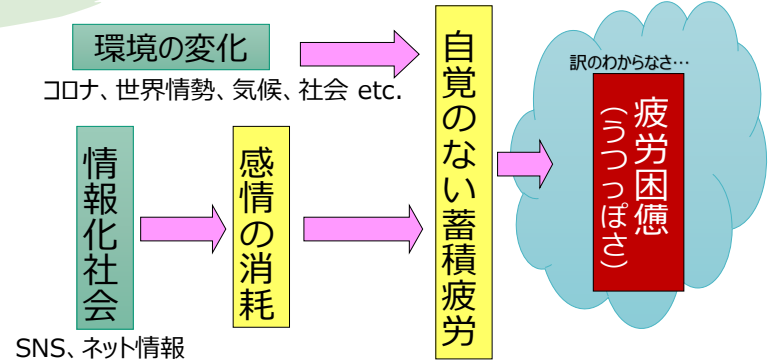 環境の変化
コロナ、世界情勢、気候、社会 etc.
情報化社会
SNS、ネット情報
感情の消耗
自覚のない蓄積疲労
訳のわからなさ…
疲労困憊
（うつっぽさ）